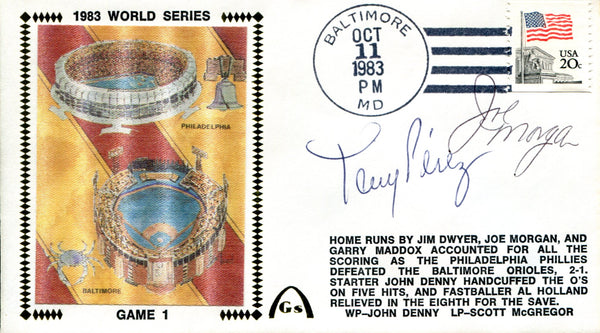 1983 WORLD SERIES
PHILADELPHIA
BALTIMORE
GAME 1
BALTIMORE
OCT
11
1983
PM
MD
USA
20c
Joe Morgan
Tony Pérez
Gs
HOME RUNS BY JIM DWYER, JOE MORGAN, AND
GARRY MADDOX ACCOUNTED FOR ALL THE
SCORING AS THE PHILADELPHIA PHILLIES
DEFEATED THE BALTIMORE ORIOLES, 2-1.
STARTER JOHN DENNY HANDCUFFED THE O'S
ON FIVE HITS, AND FASTBALLER AL HOLLAND
RELIEVED IN THE EIGHTH FOR THE SAVE.
WP–JOHN DENNY LP–SCOTT McGREGOR